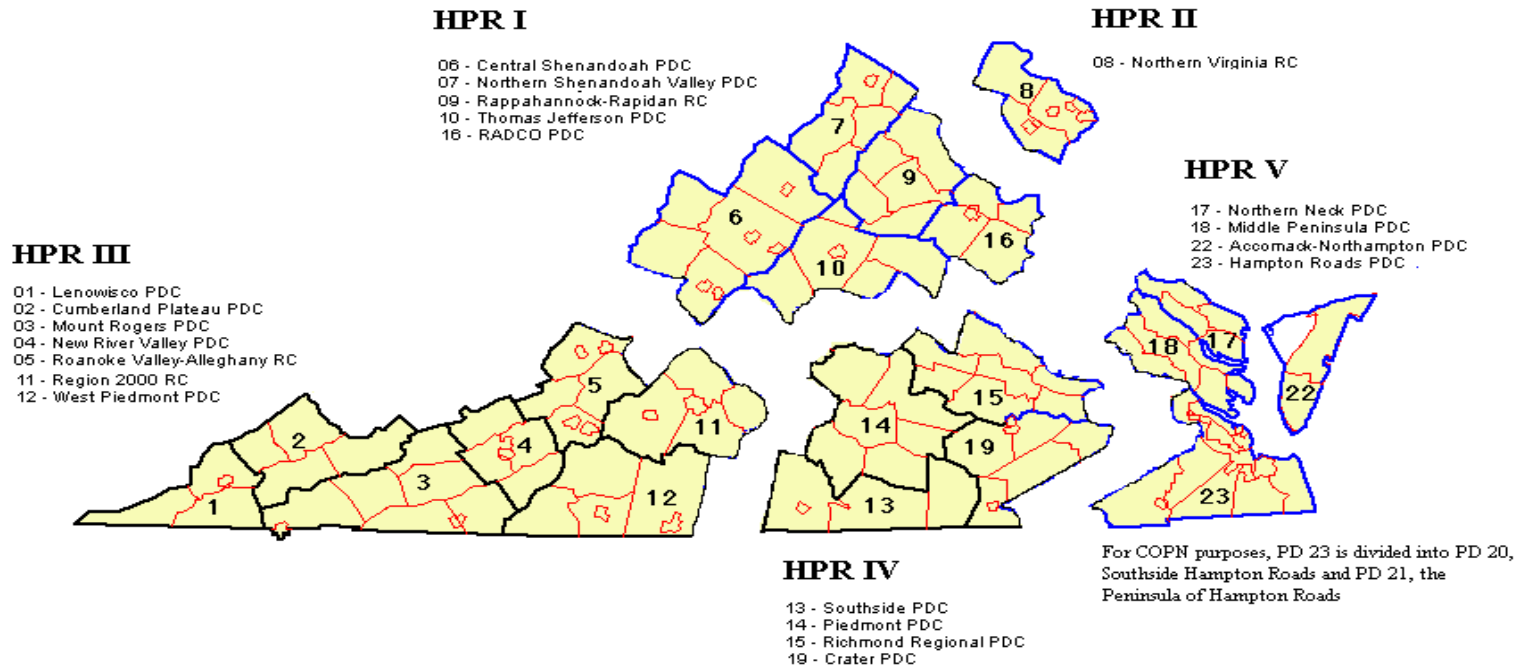 HPR I
06 - Central Shenandoah PDC
07 - Northern Shenandoah Valley PDC
09 - Rappahannock-Rapidan RC
10 - Thomas Jefferson PDC
16 - RADCO PDC
HPR II
08 - Northern Virginia RC
8
7
9
6
16
10
HPR V
17 - Northern Neck PDC
18 - Middle Peninsula PDC
22 - Accomack-Northampton PDC
23 - Hampton Roads PDC .
HPR III
01 - Lenowisco PDC
02 - Cumberland Plateau PDC
03 - Mount Rogers PDC
04 - New River Valley PDC
05 - Roanoke Valley-Alleghany RC
11 - Region 2000 RC
12 - West Piedmont PDC
5
2
4
11
3
12
1
15
14
19
13
17
18
22
23
HPR IV
13 - Southside PDC
14 - Piedmont PDC
15 - Richmond Regional PDC
19 - Crater PDC
For COPN purposes, PD 23 is divided into PD 20,
Southside Hampton Roads and PD 21, the
Peninsula of Hampton Roads